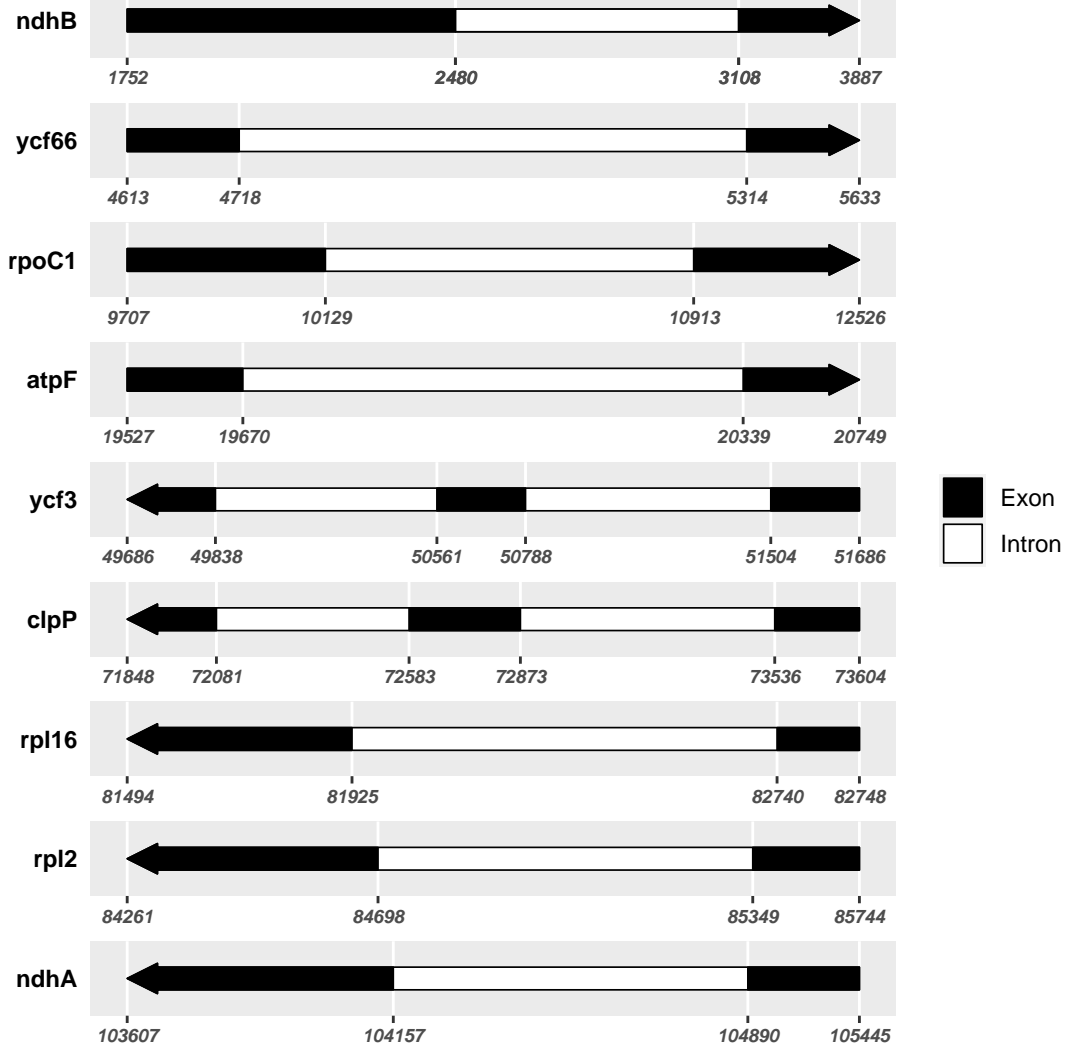 ndhB
1752 2480 3108 3887
ycf66
4613 4718 5314 5633
rpoC1
9707 10129 10913 12526
atpF
19527 19670 20339 20749
ycf3
49686 49838 50561 50788 51504 51686
Exon
Intron
clpP
71848 72081 72583 72873 73536 73604
rpl16
81494 81925 82740 82748
rpl2
84261 84698 85349 85744
ndhA
103607 104157 104890 105445